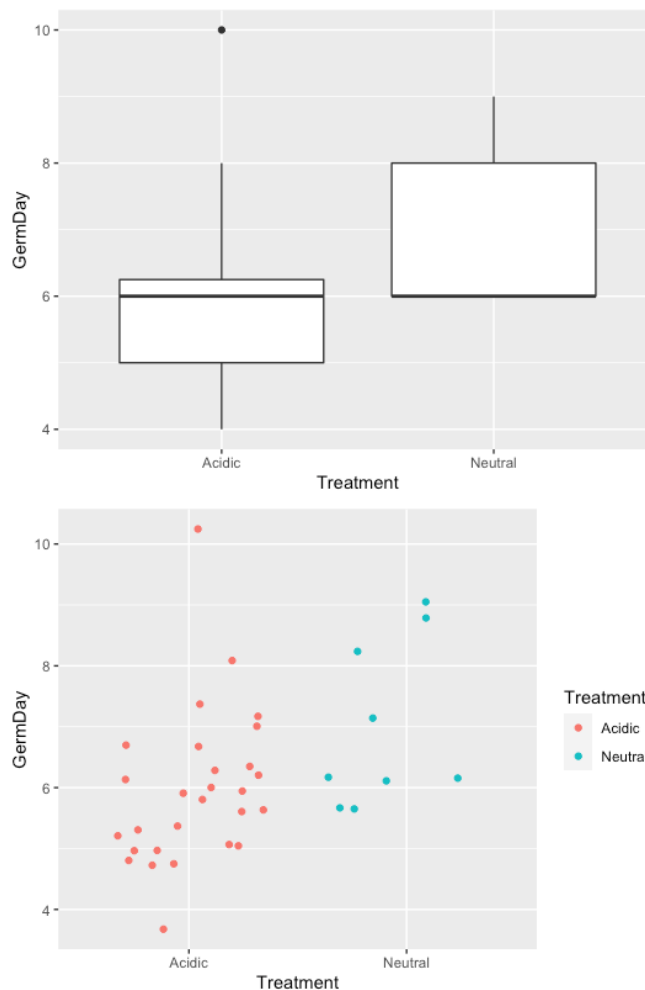 10
8
6
4
GermDay
Acidic Neutral
Treatment
10
8
6
4
GermDay
Acidic Neutral
Treatment
Treatment
Acidic
Neutra